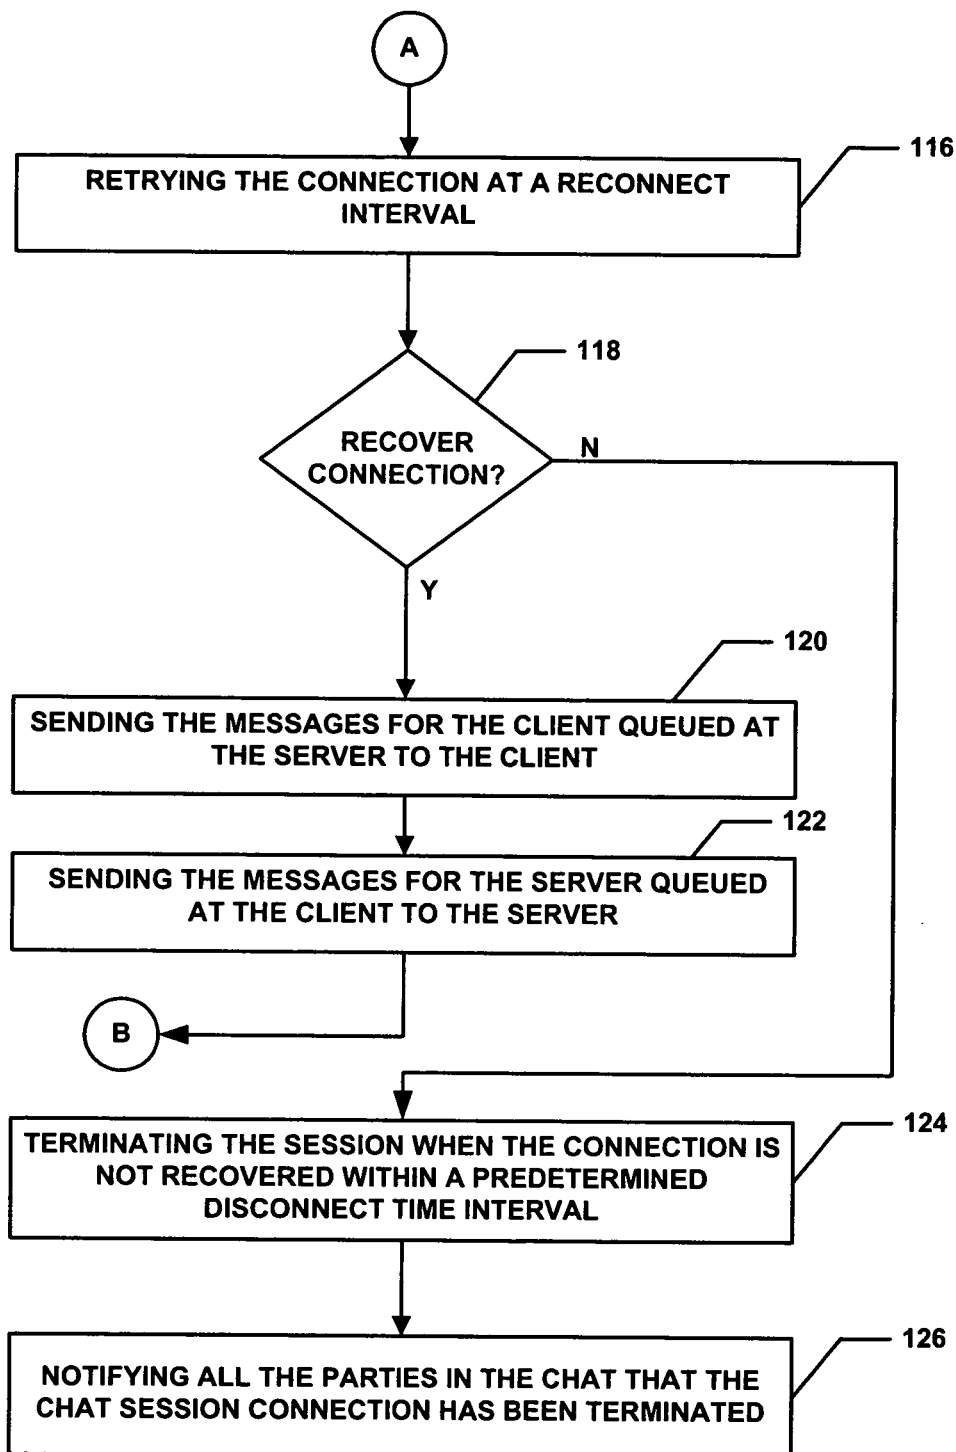 A
116
RETRYING THE CONNECTION AT A RECONNECT
INTERVAL
118
RECOVER
CONNECTION?
N
Y
120
SENDING THE MESSAGES FOR THE CLIENT QUEUED AT
THE SERVER TO THE CLIENT
122
SENDING THE MESSAGES FOR THE SERVER QUEUED
AT THE CLIENT TO THE SERVER
B
124
TERMINATING THE SESSION WHEN THE CONNECTION IS
NOT RECOVERED WITHIN A PREDETERMINED
DISCONNECT TIME INTERVAL
126
NOTIFYING ALL THE PARTIES IN THE CHAT THAT THE
CHAT SESSION CONNECTION HAS BEEN TERMINATED